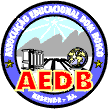 ASSOCIAÇÃO EDUCACIONAL DOM BOSCO
AEDB
RESENDE - RJ